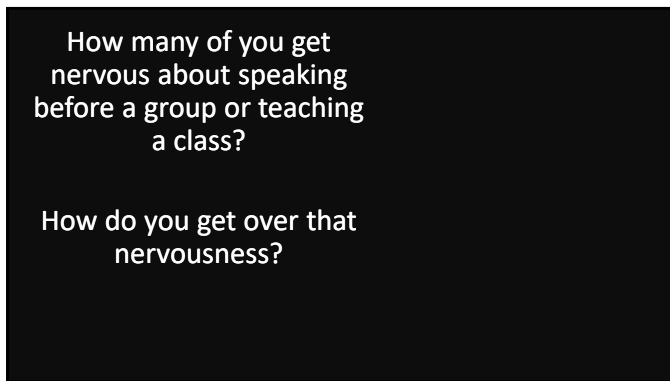 How many of you get
nervous about speaking
before a group or teaching
a class?
How do you get over that
nervousness?